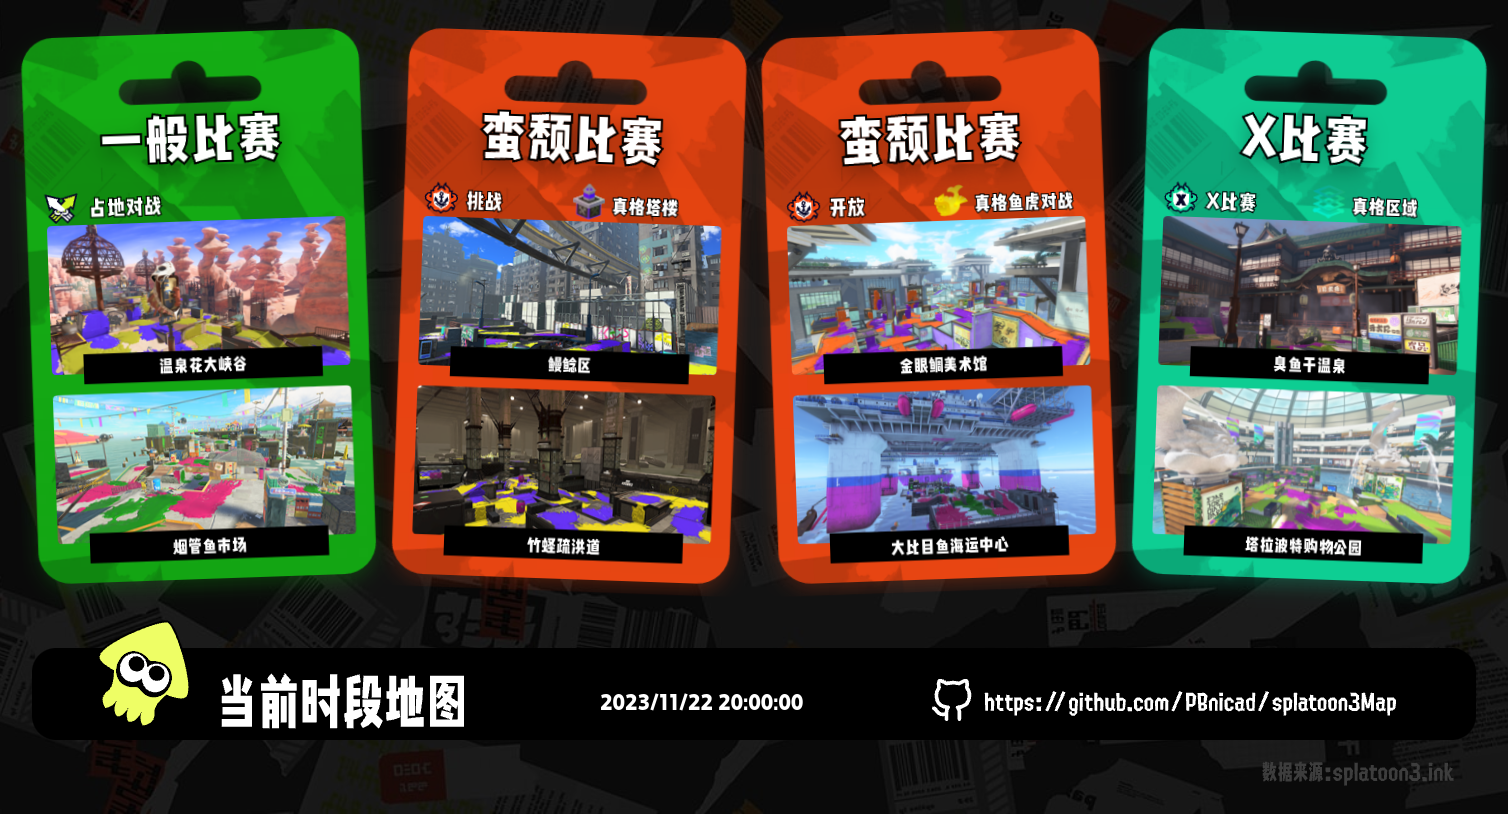 一般比赛
占地对战
温泉花大峡谷
烟管鱼市场
蛮颓比赛
挑战
真格塔楼
鳗鲶区
竹蛏疏洪道
蛮颓比赛
开放
真格鱼虎对战
金眼鲷美术馆
大比目鱼海运中心
X比赛
X比赛
真格区域
臭鱼干温泉
塔拉波特购物公园
当前时段地图
2023/11/22 20:00:00
https://github.com/PBnicad/splatoon3Map
数据来源:splatoon3.ink